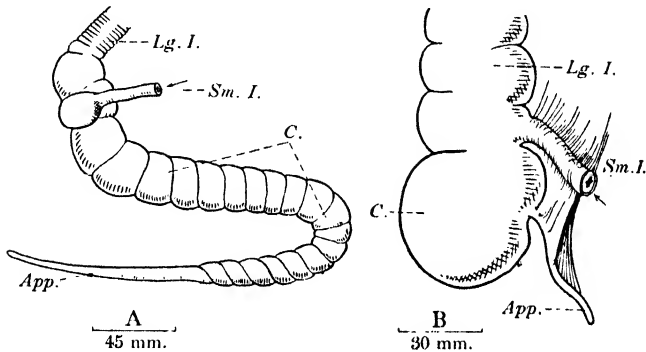 Lg. I.
Sm. I.
C.
App.
A
45 mm.
Lg. I.
Sm. I.
C.
App.
B
30 mm.